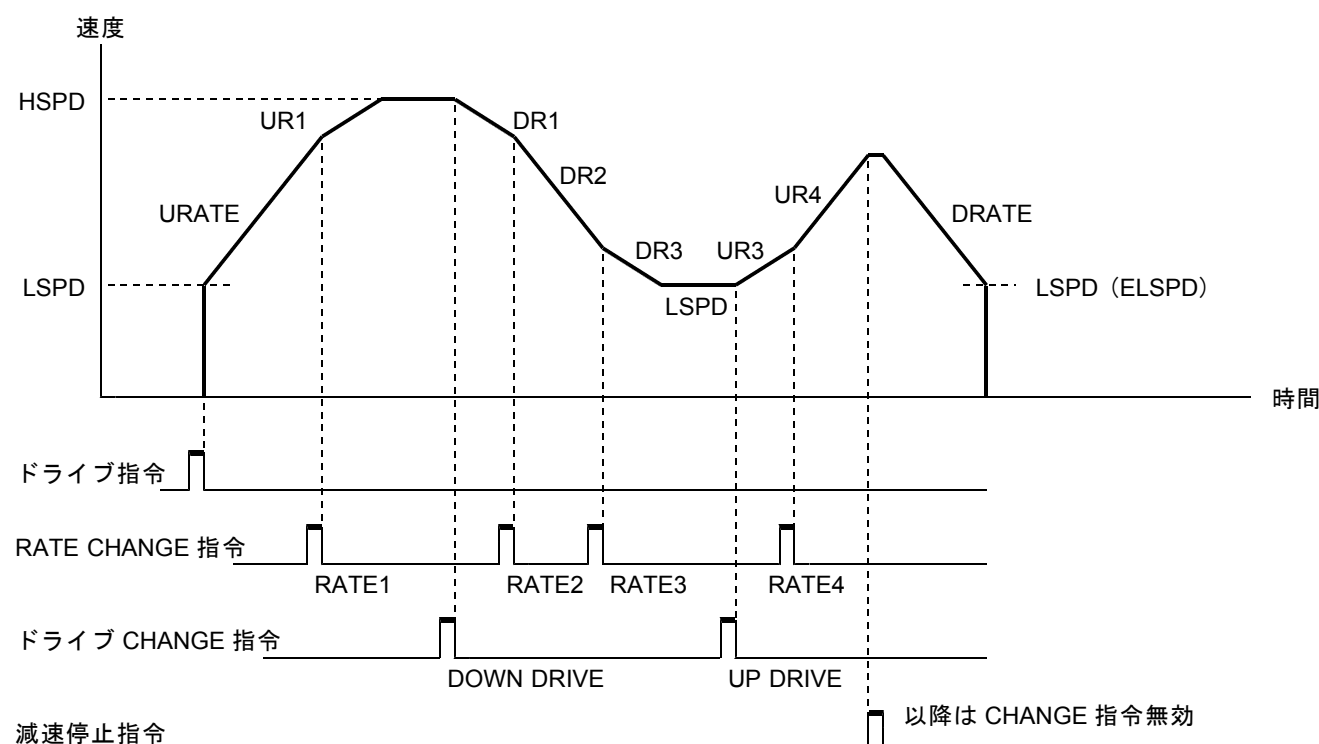 速度
HSPD
UR1
DR1
DR2
UR4
URATE
DRATE
DR3
UR3
LSPD
LSPD
LSPD（ELSPD）
時間
ドライブ指令
RATE CHANGE 指令
RATE1
RATE2
RATE3
RATE4
ドライブ CHANGE 指令
DOWN DRIVE
UP DRIVE
減速停止指令
以降は CHANGE 指令無効